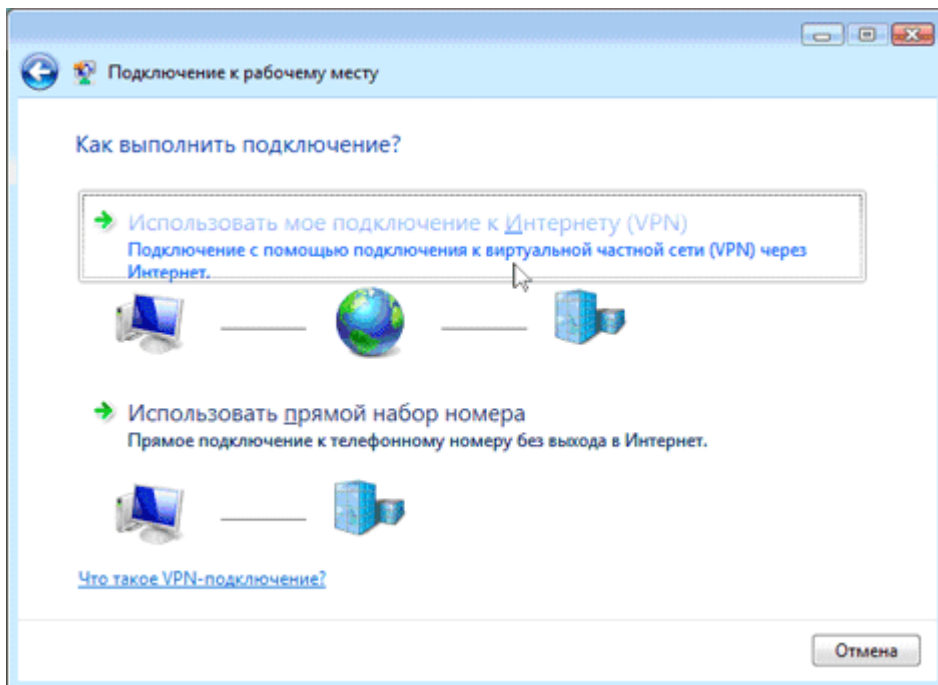 Подключение к рабочему месту
Как выполнить подключение?
Использовать мое подключение к Интернету (VPN)
Подключение с помощью подключения к виртуальной частной сети (VPN) через
Интернет.
Использовать прямой набор номера
Прямое подключение к телефонному номеру без выхода в Интернет.
Что такое VPN-подключение?
Отмена